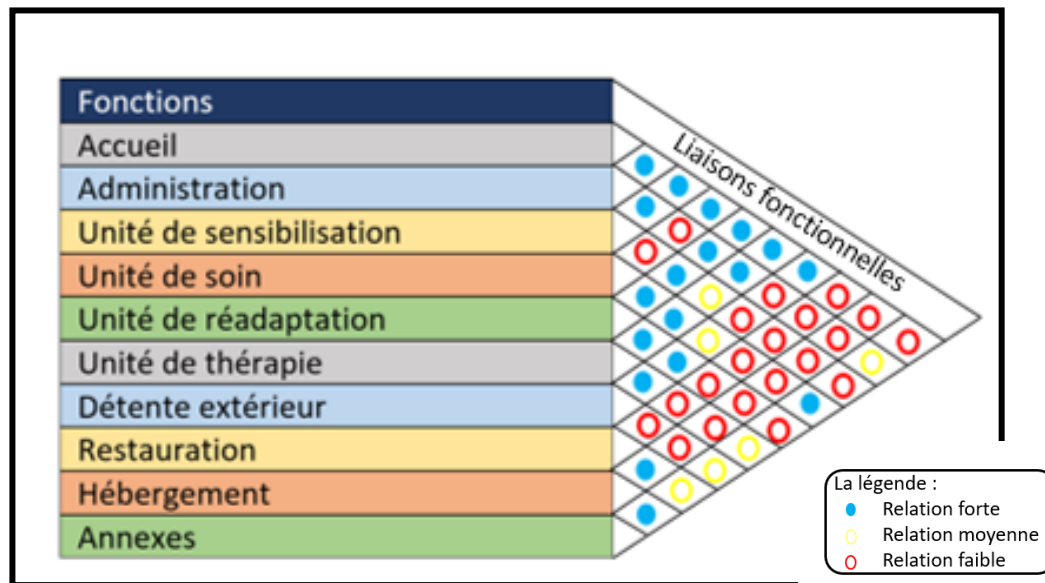 Fonctions
Liaisons fonctionnelles
Accueil
Administration
Unité de sensibilisation
Unité de soin
Unité de réadaptation
Unité de thérapie
Détente extérieur
Restauration
Hébergement
Annexes
La légende :
Relation forte
Relation moyenne
Relation faible